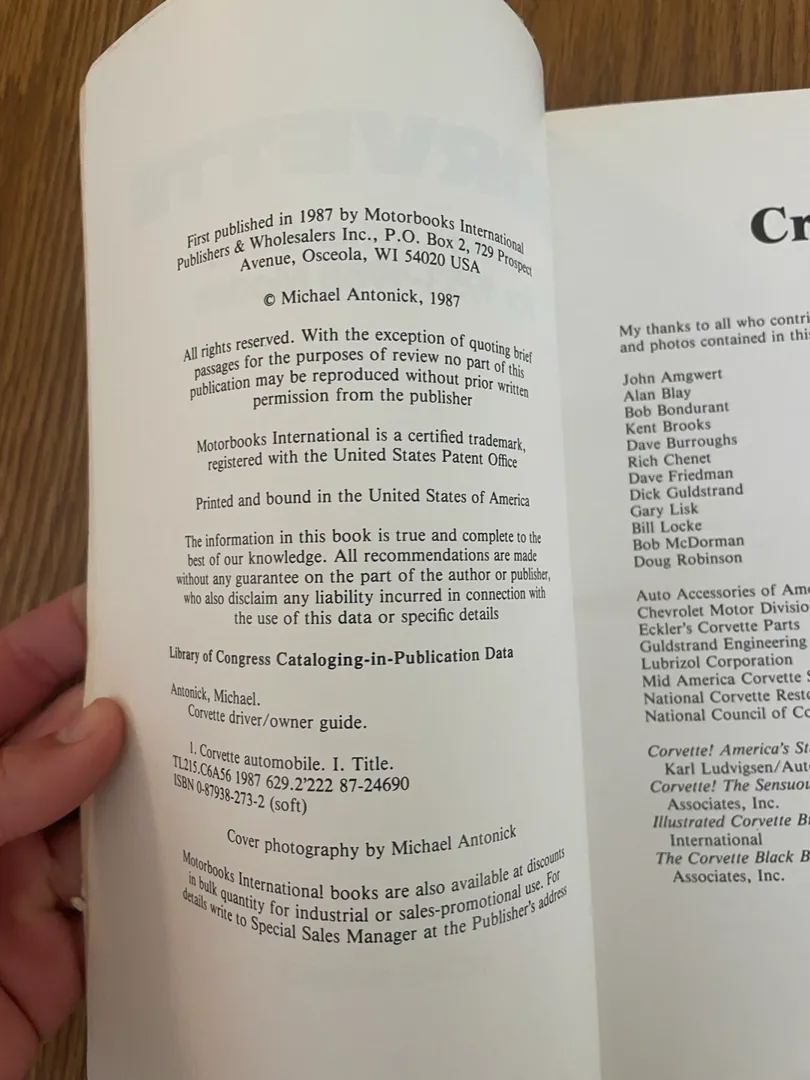 First published in 1987 by Motorbooks International
Publishers & Wholesalers Inc., P.O. Box 2, 729 Prospect
Avenue, Osceola, WI 54020 USA
© Michael Antonick, 1987
All rights reserved. With the exception of quoting brief
passages for the purposes of review no part of this
publication may be reproduced without prior written
permission from the publisher
Motorbooks International is a certified trademark,
registered with the United States Patent Office
Printed and bound in the United States of America
The information in this book is true and complete to the
best of our knowledge. All recommendations are made
without any guarantee on the part of the author or publisher,
who also disclaim any liability incurred in connection with
the use of this data or specific details
Library of Congress Cataloging-in-Publication Data
Antonick, Michael.
Corvette driver/owner guide.
1. Corvette automobile. I. Title.
TL215.C6A56 1987 629.2'222 87-24690
ISBN 0-87938-273-2 (soft)
Cover photography by Michael Antonick
Motorbooks International books are also available at discounts
in bulk quantity for industrial or sales-promotional use. For
details write to Special Sales Manager at the Publisher's address
Cr
My thanks to all who contri
and photos contained in this
John Amgwert
Alan Blay
Bob Bondurant
Kent Brooks
Dave Burroughs
Rich Chenet
Dave Friedman
Dick Guldstrand
Gary Lisk
Bill Locke
Bob McDorman
Doug Robinson
Auto Accessories of Ame
Chevrolet Motor Divisio
Eckler's Corvette Parts
Guldstrand Engineering
Lubrizol Corporation
Mid America Corvette S
National Corvette Resto
National Council of Co
Corvette! America's St
Karl Ludvigsen/Auto
Corvette! The Sensuou
Associates, Inc.
Illustrated Corvette B
International
The Corvette Black B
Associates, Inc.